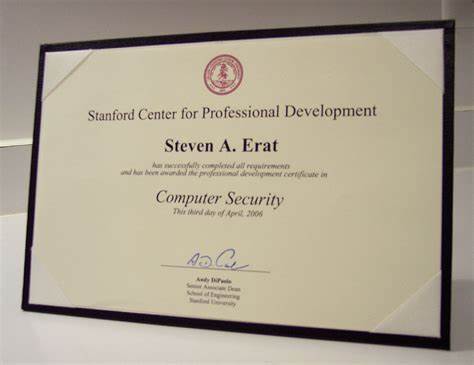 Stanford Center for Professional Development
Steven A. Erat
has successfully completed all requirements
and has been awarded the professional development certificate in
Computer Security
This third day of April, 2006
Andy DiPaolo
Senior Associate Dean
School of Engineering
Stanford University